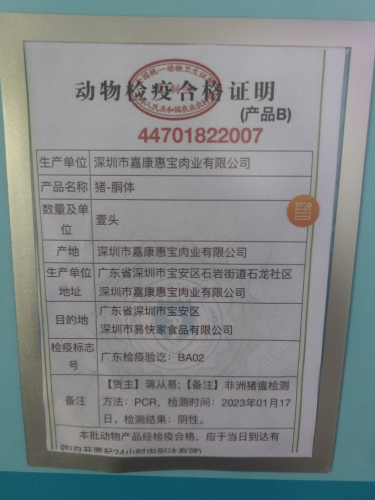 动物检疫合格证明
(产品B)
44701822007
生产单位 深圳市嘉康惠宝肉业有限公司
产品名称 猪-胴体
数量及单位 壹头
产地 深圳市嘉康惠宝肉业有限公司
生产单位地址 广东省深圳市宝安区石岩街道石龙社区
深圳市嘉康惠宝肉业有限公司
目的地 广东省深圳市宝安区
深圳市易快家食品有限公司
检疫标志号 广东检疫验讫：BA02
备注 【货主】蒋从易;【备注】非洲猪瘟检测
方法：PCR，检测时间：2023年01月17
日。检测结果：阴性。
本批动物产品经检疫合格，应于当日到达有